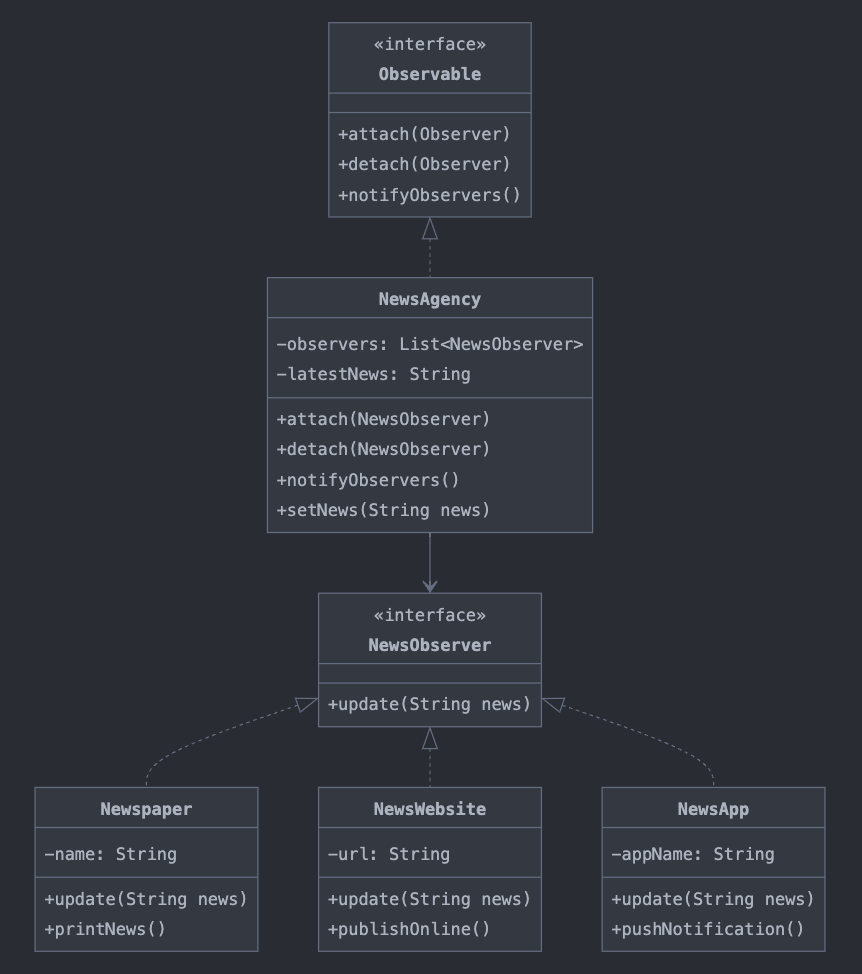 «interface»
Observable
+attach(Observer)
+detach(Observer)
+notifyObservers()
NewsAgency
-observers: List<NewsObserver>
-latestNews: String
+attach(NewsObserver)
+detach(NewsObserver)
+notifyObservers()
+setNews(String news)
«interface»
NewsObserver
+update(String news)
Newspaper
-name: String
+update(String news)
+printNews()
NewsWebsite
-url: String
+update(String news)
+publishOnline()
NewsApp
-appName: String
+update(String news)
+pushNotification()